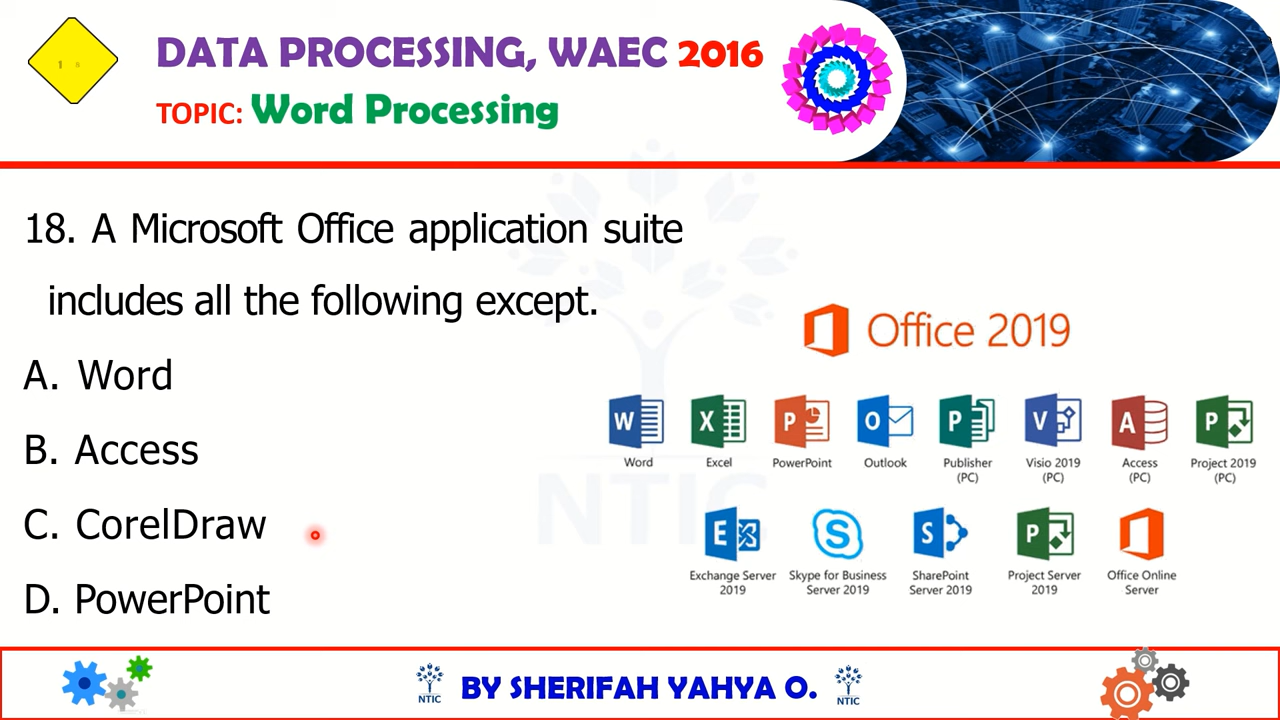 DATA PROCESSING, WAEC 2016
TOPIC: Word Processing
18. A Microsoft Office application suite
includes all the following except.
A. Word
B. Access
C. CorelDraw
D. PowerPoint
Office 2019
W X P O P V A P
Word Excel PowerPoint Outlook Publisher (PC) Visio 2019 (PC) Access (PC) Project 2019 (PC)
E S S P
Exchange Server 2019 Skype for Business Server 2019 SharePoint Server 2019 Project Server 2019 Office Online Server
NTIC
NTIC BY SHERIFAH YAHYA O. NTIC